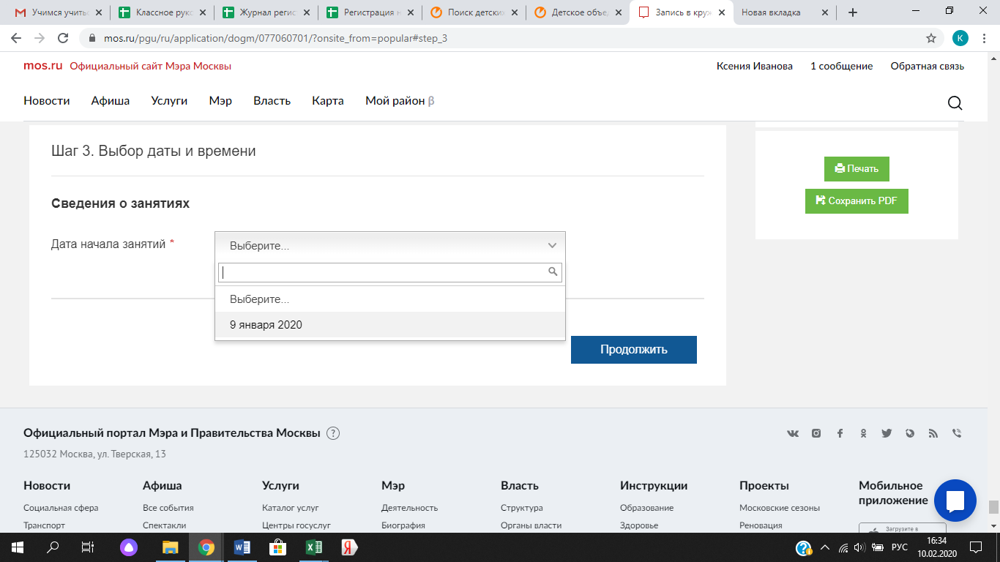 Учимся учитьс
Классное рук
Журнал регис
Регистрация н
Поиск детских
Детское объе
Запись в круж
Новая вкладка
mos.ru/pgu/ru/application/dogm/077060701/?onsite_from=popular#step_3
K
mos.ru Официальный сайт Мэра Москвы
Ксения Иванова 1 сообщение Обратная связь
Новости Афиша Услуги Мэр Власть Карта Мой район β
Шаг 3. Выбор даты и времени
Печать
Сохранить PDF
Сведения о занятиях
Дата начала занятий *
Выберите...
Выберите...
9 января 2020
Продолжить
Официальный портал Мэра и Правительства Москвы ?
125032 Москва, ул. Тверская, 13
Новости Афиша Услуги Мэр Власть Инструкции Проекты Мобильное
приложение
Социальная сфера Все события Каталог услуг Деятельность Структура Образование Московские сезоны
Транспорт Спектакли Центры госуслуг Биография Органы власти Здоровье Реновация
Загрузите в
РУС
16:34
10.02.2020